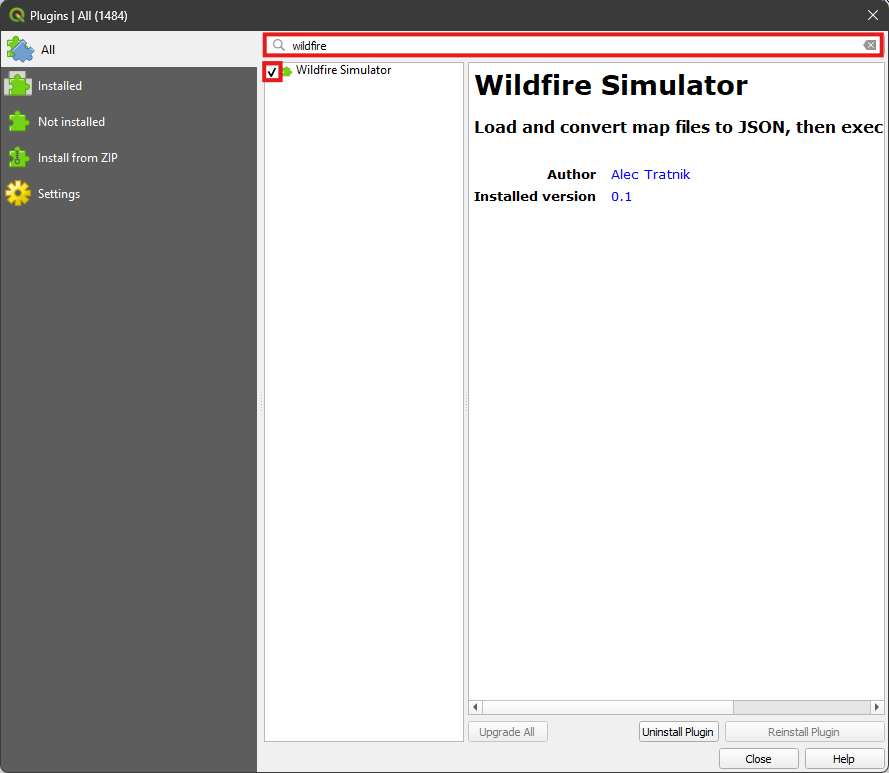 Plugins | All (1484)
All
Installed
Not installed
Install from ZIP
Settings
wildfire
Wildfire Simulator
Wildfire Simulator
Load and convert map files to JSON, then exec
Author Alec Tratnik
Installed version 0.1
Upgrade All Uninstall Plugin Reinstall Plugin
Close Help